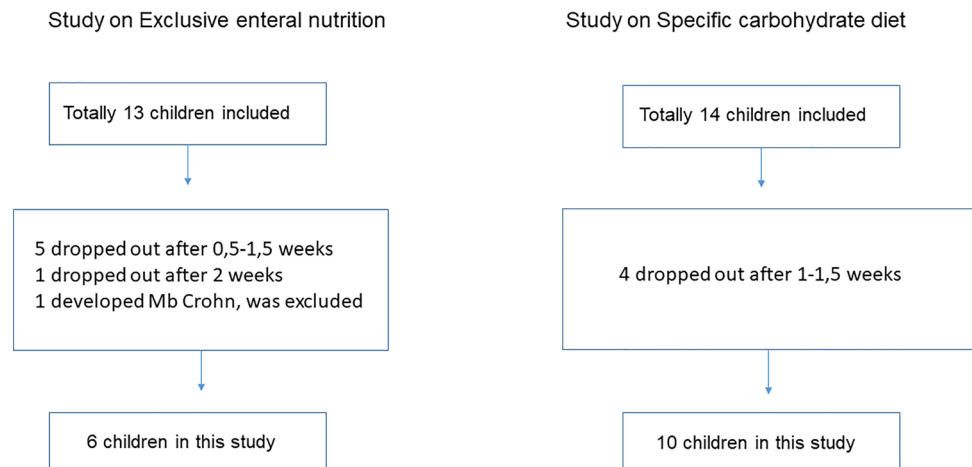 Study on Exclusive enteral nutrition
Totally 13 children included
5 dropped out after 0,5-1,5 weeks
1 dropped out after 2 weeks
1 developed Mb Crohn, was excluded
6 children in this study
Study on Specific carbohydrate diet
Totally 14 children included
4 dropped out after 1-1,5 weeks
10 children in this study